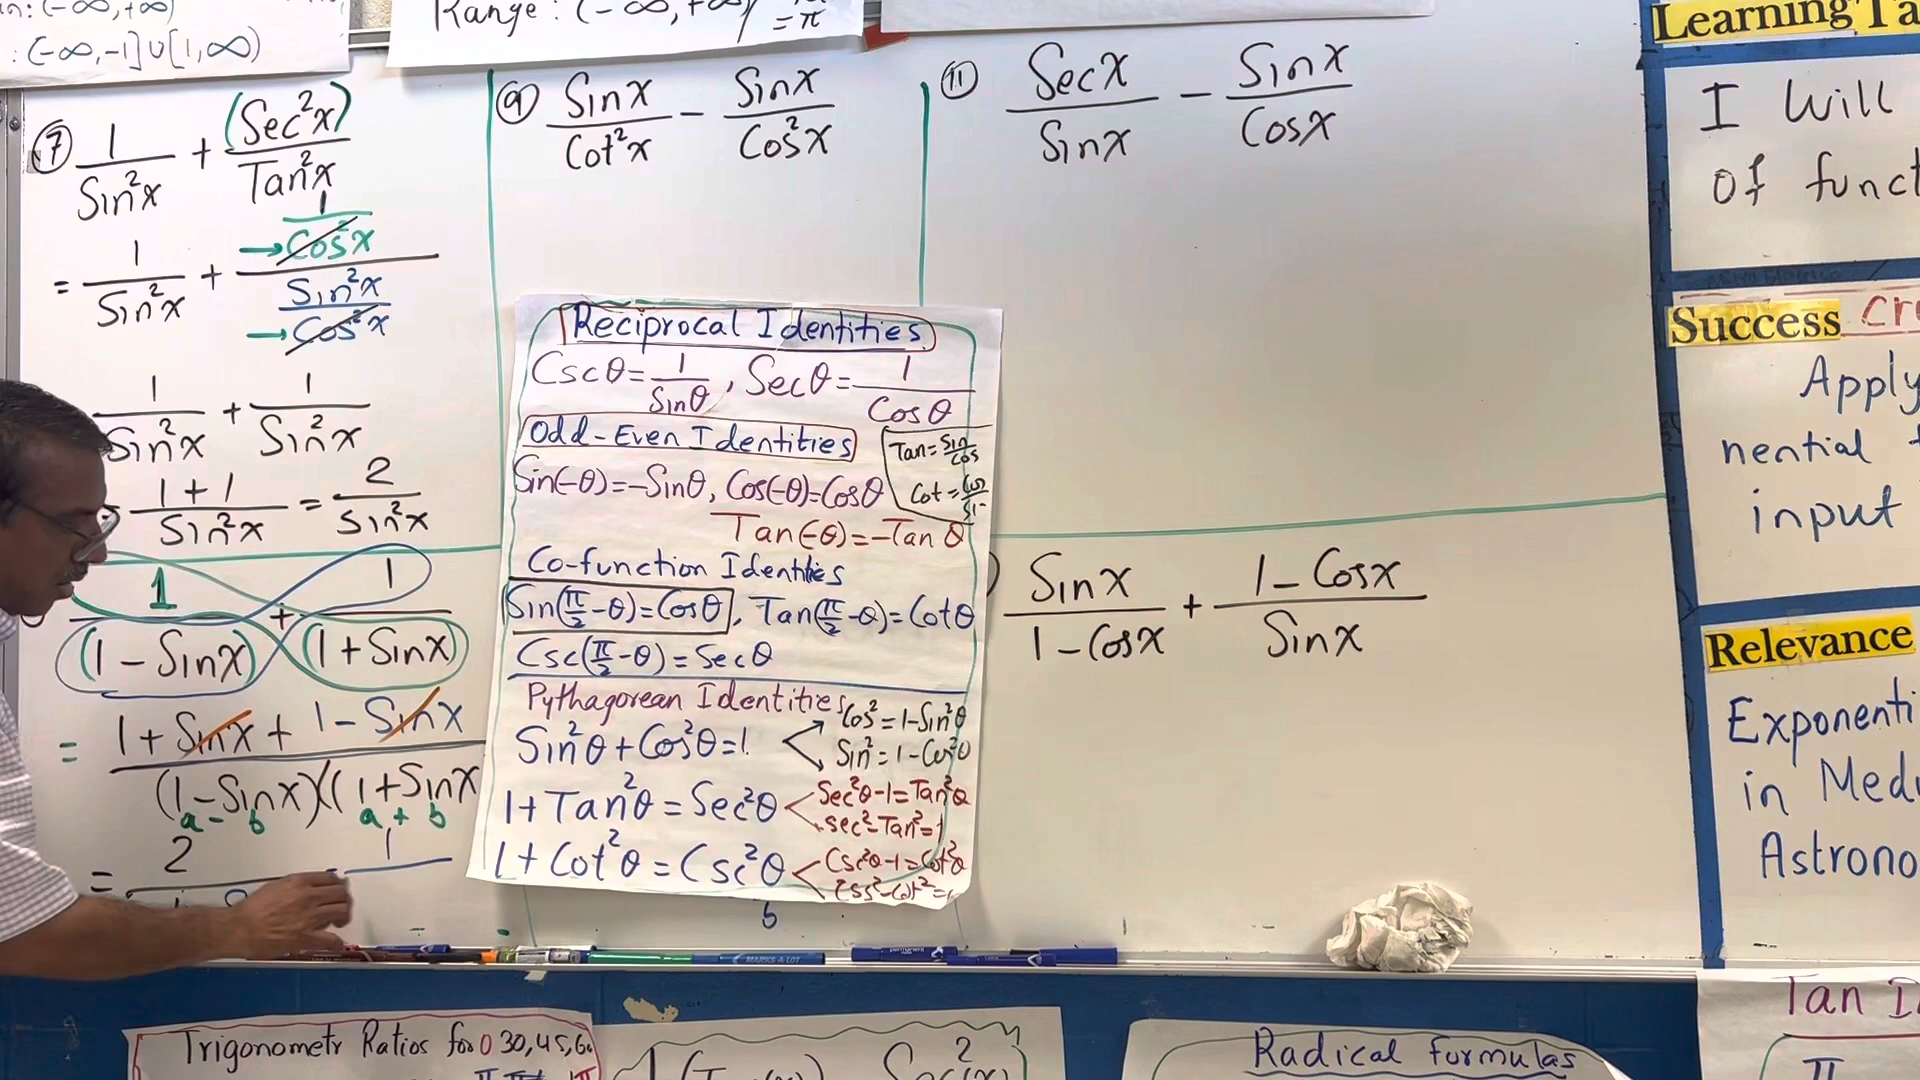 : (-∞,-1]∪[1,∞)
Range: (-∞,+∞)
=π
⑦ 1/Sin²x + (Sec²x)/Tan²x
= 1/Sin²x + (1/Cos²x)/(Sin²x/Cos²x)
1/Sin²x + 1/Sin²x
= (1+1)/Sin²x = 2/Sin²x
1/(1-Sinx) + 1/(1+Sinx)
= (1+Sinx + 1-Sinx)/(1-Sinx)(1+Sinx
a - b a + b
= 2
1
⑨ Sinx/Cot²x - Sinx/Cos²x
⑪ Secx/Sinx - Sinx/Cosx
Sinx/(1-Cosx) + (1-Cosx)/Sinx
Reciprocal Identities
Cscθ=1/Sinθ, Secθ=1/Cosθ
Odd-Even Identities
Tan=Sin/Cos
Cot=Cos/Sin
Sin(-θ)=-Sinθ, Cos(-θ)=Cosθ
Tan(-θ)=-Tanθ
Co-function Identities
Sin(π/2-θ)=Cosθ, Tan(π/2-θ)=Cotθ
Csc(π/2-θ)=Secθ
Pythagorean Identities
Sin²θ+Cos²θ=1
Cos²=1-Sin²θ
Sin²=1-Cos²θ
1+Tan²θ=Sec²θ
Sec²θ-1=Tan²θ
sec²-Tan²=1
1+Cot²θ=Csc²θ
Csc²θ-1=Cot²θ
b
MARKS-A-LOT
Learning Ta
I Will
of funct
Success Cr
Apply
nential
input
Relevance
Exponenti
in Med
Astrono
Trigonometr Ratios for 0 30,45,60
Radical formulas
Tan I
π